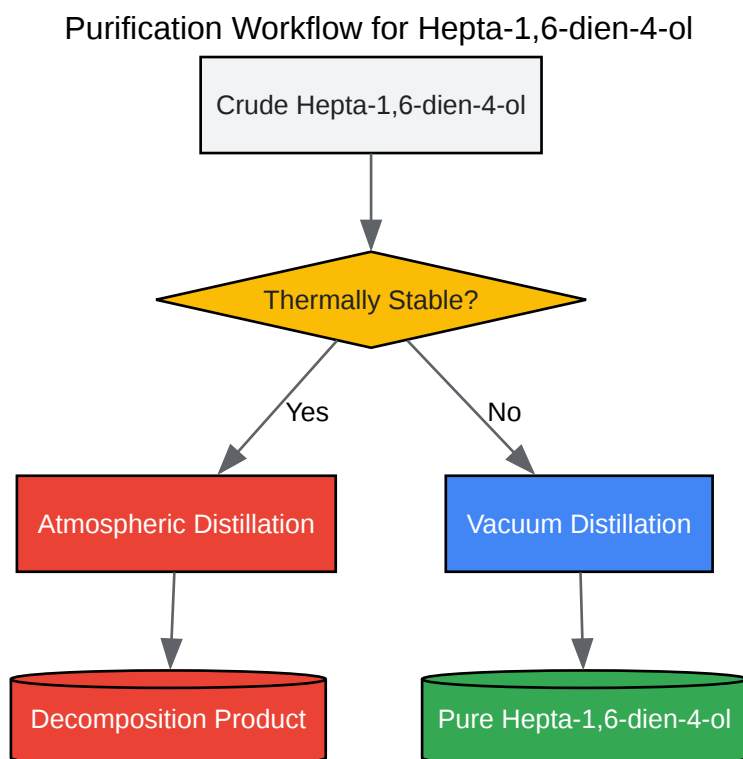 Purification Workflow for Hepta-1,6-dien-4-ol
Crude Hepta-1,6-dien-4-ol
Thermally Stable?
Yes
No
Atmospheric Distillation
Vacuum Distillation
Decomposition Product
Pure Hepta-1,6-dien-4-ol